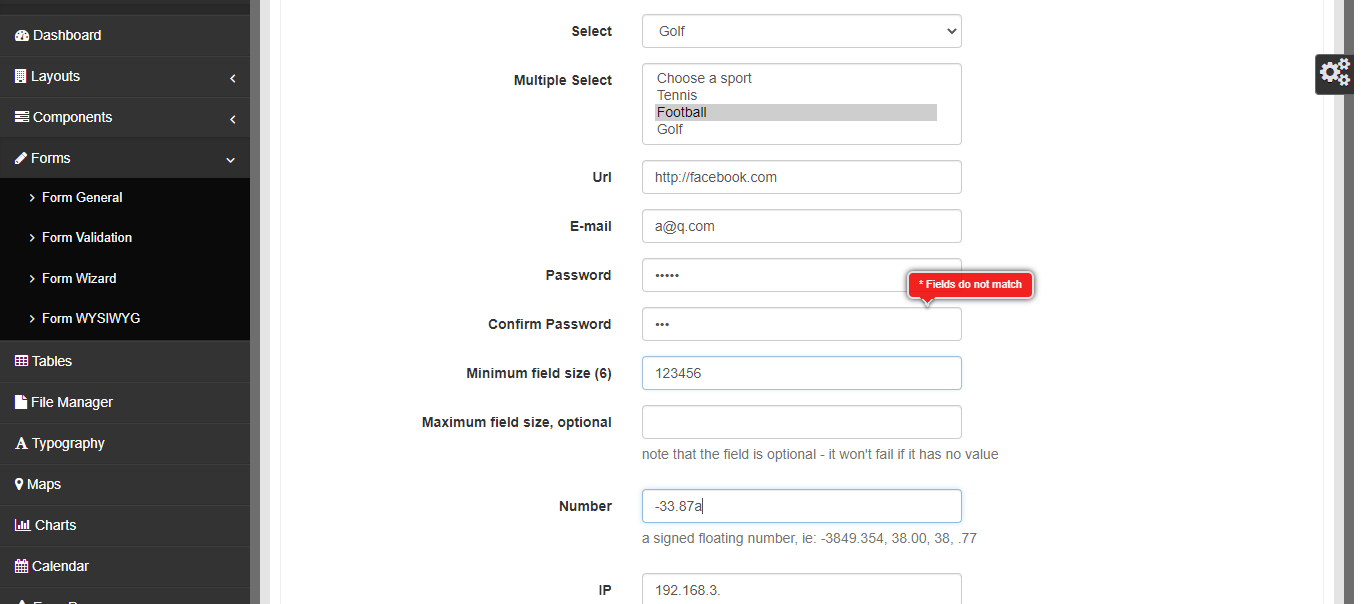 Dashboard
Layouts
Components
Forms
Form General
Form Validation
Form Wizard
Form WYSIWYG
Tables
File Manager
Typography
Maps
Charts
Calendar
Select
Golf
Multiple Select
Choose a sport
Tennis
Football
Golf
Url
http://facebook.com
E-mail
a@q.com
Password
•••••
* Fields do not match
Confirm Password
•••
Minimum field size (6)
123456
Maximum field size, optional
note that the field is optional - it won't fail if it has no value
Number
-33.87a
a signed floating number, ie: -3849.354, 38.00, 38, .77
IP
192.168.3.